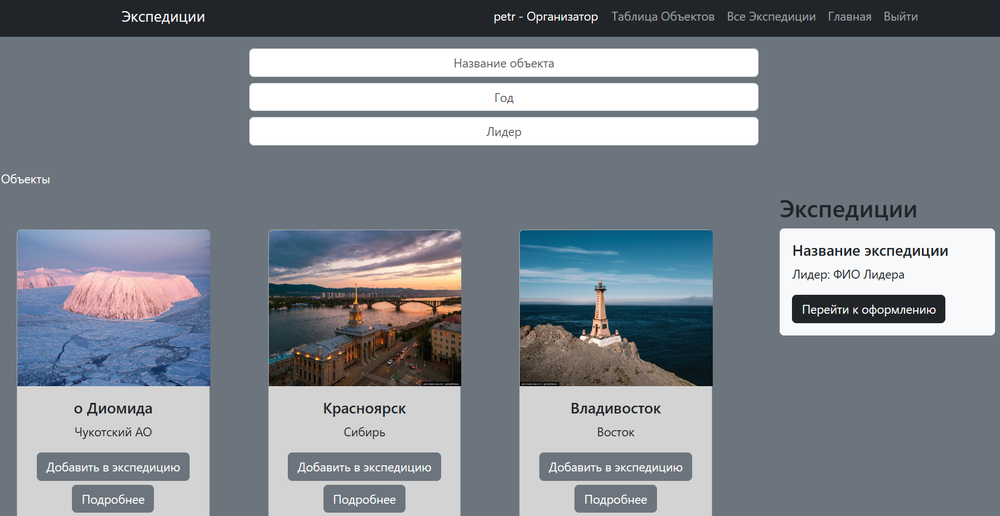 Экспедиции
petr - Организатор Таблица Объектов Все Экспедиции Главная Выйти
Название объекта
Год
Лидер
Объекты
Экспедиции
Название экспедиции
Лидер: ФИО Лидера
Перейти к оформлению
о Диомида
Чукотский АО
Добавить в экспедицию
Подробнее
Красноярск
Сибирь
Добавить в экспедицию
Подробнее
Владивосток
Восток
Добавить в экспедицию
Подробнее